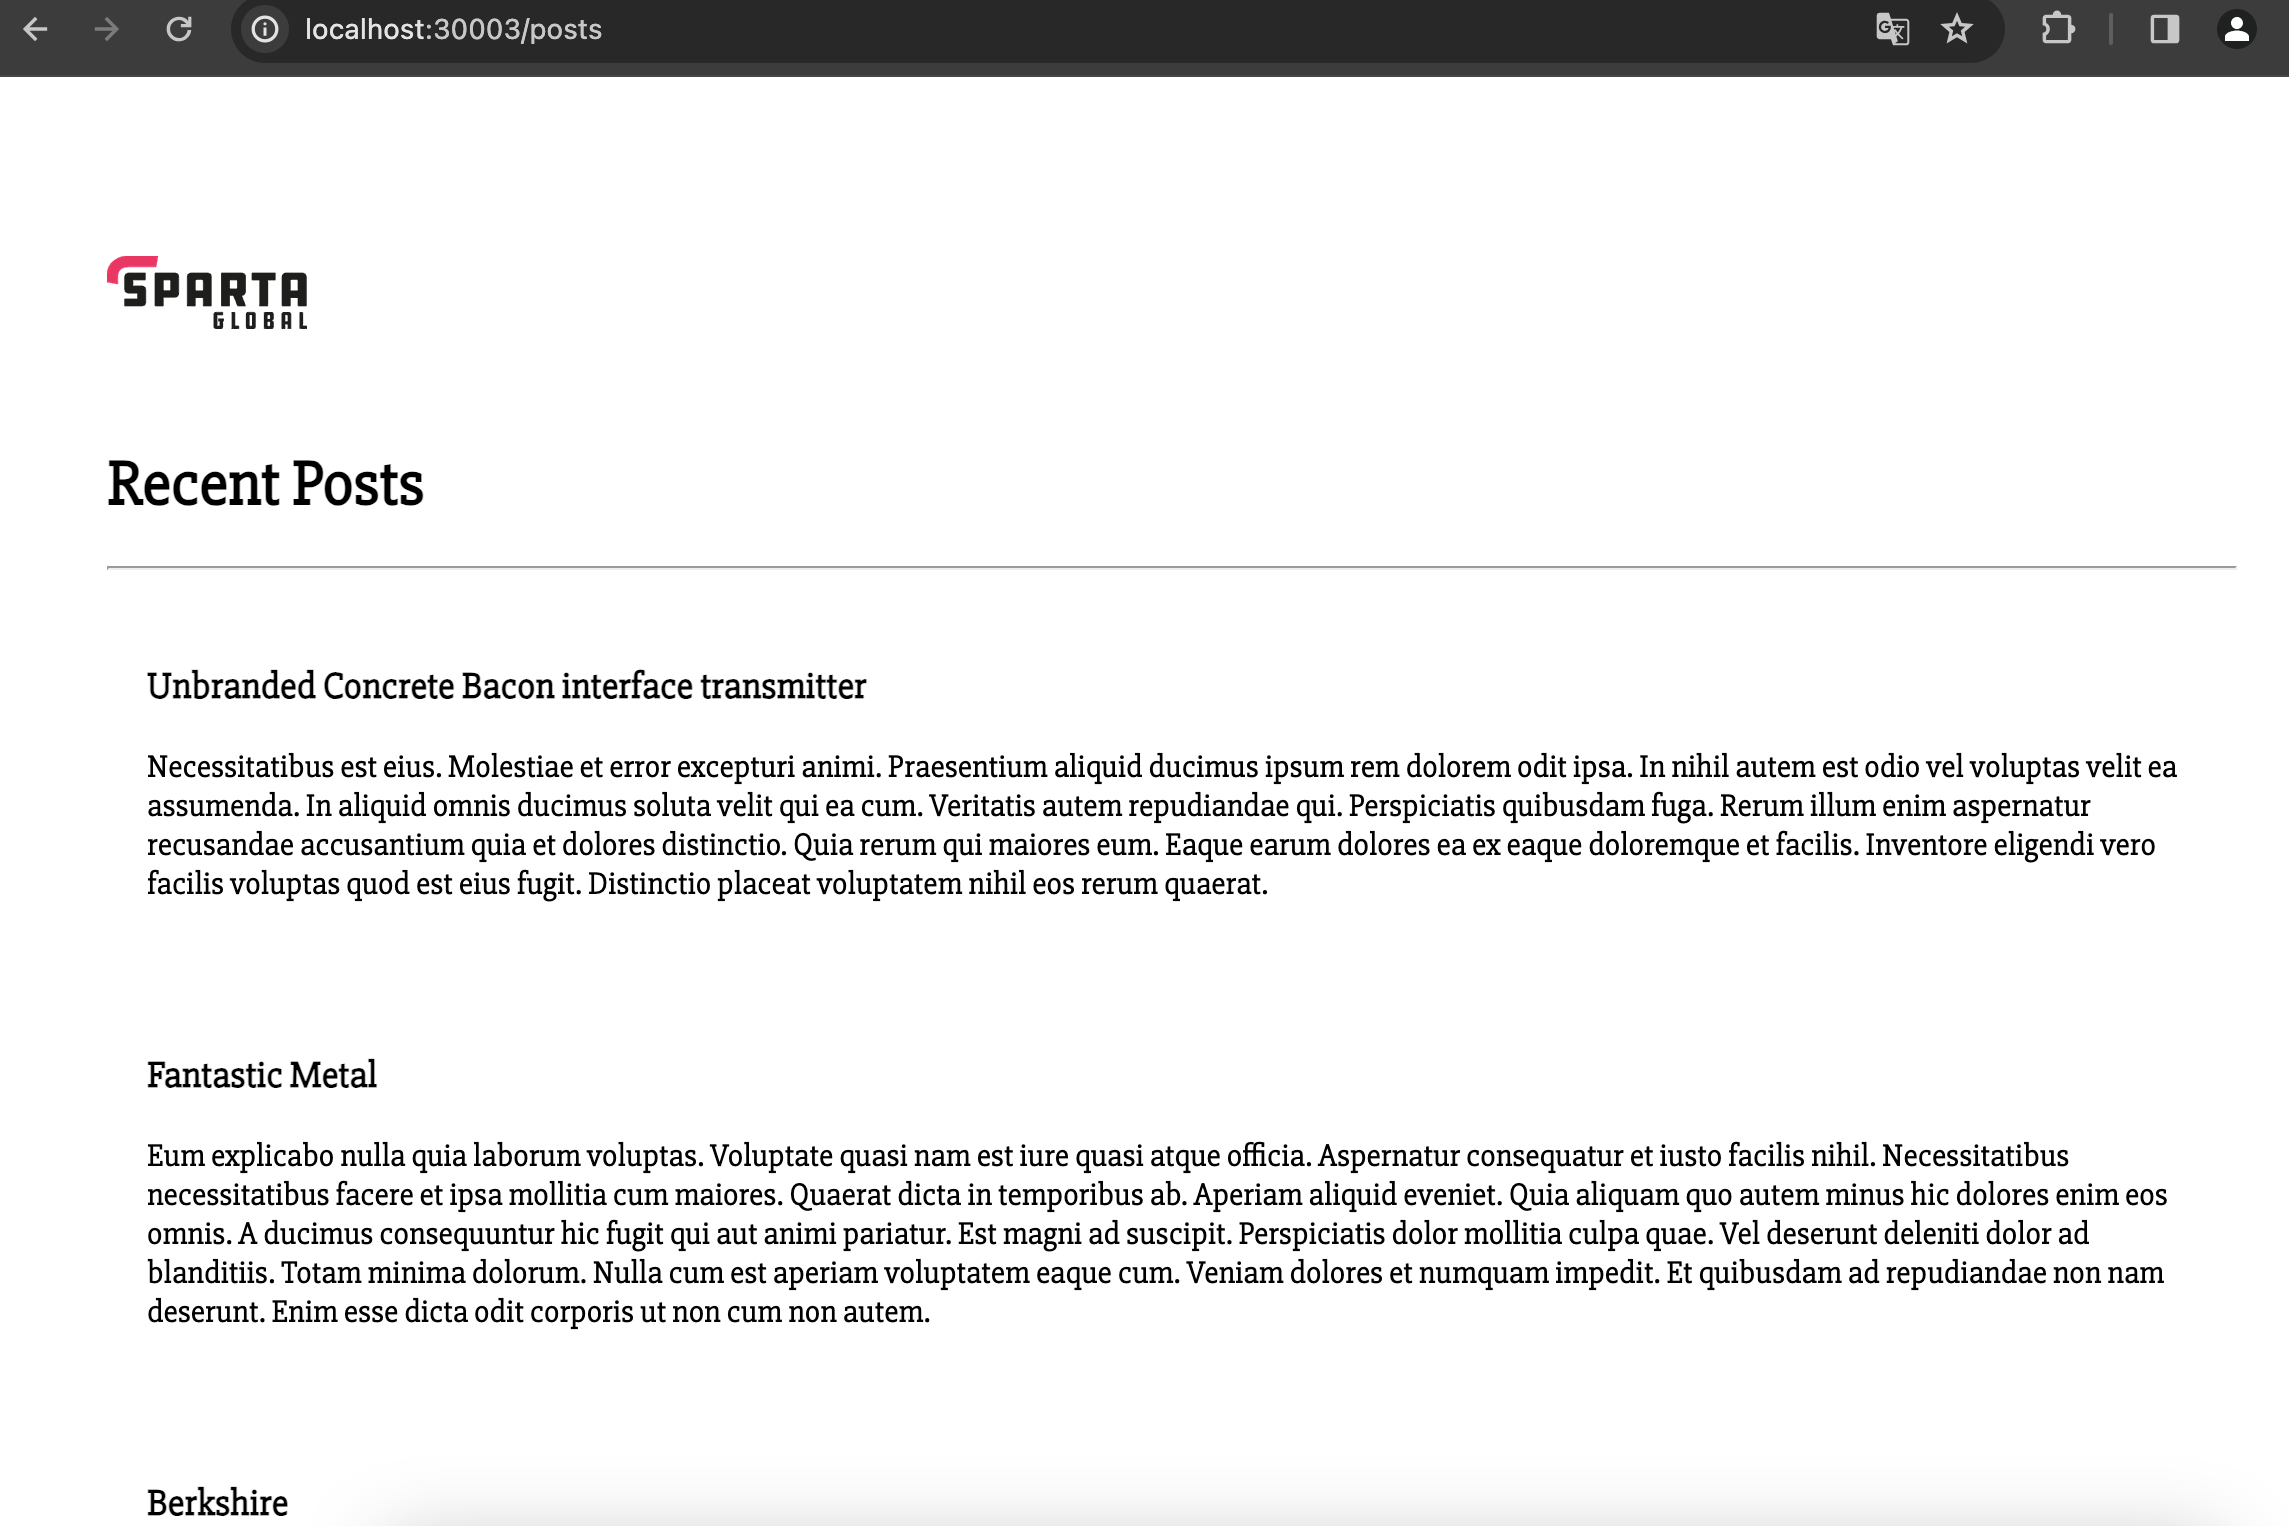 localhost:30003/posts
SPARTA
GLOBAL
Recent Posts
Unbranded Concrete Bacon interface transmitter
Necessitatibus est eius. Molestiae et error excepturi animi. Praesentium aliquid ducimus ipsum rem dolorem odit ipsa. In nihil autem est odio vel voluptas velit ea
assumenda. In aliquid omnis ducimus soluta velit qui ea cum. Veritatis autem repudiandae qui. Perspiciatis quibusdam fuga. Rerum illum enim aspernatur
recusandae accusantium quia et dolores distinctio. Quia rerum qui maiores eum. Eaque earum dolores ea ex eaque doloremque et facilis. Inventore eligendi vero
facilis voluptas quod est eius fugit. Distinctio placeat voluptatem nihil eos rerum quaerat.
Fantastic Metal
Eum explicabo nulla quia laborum voluptas. Voluptate quasi nam est iure quasi atque officia. Aspernatur consequatur et iusto facilis nihil. Necessitatibus
necessitatibus facere et ipsa mollitia cum maiores. Quaerat dicta in temporibus ab. Aperiam aliquid eveniet. Quia aliquam quo autem minus hic dolores enim eos
omnis. A ducimus consequuntur hic fugit qui aut animi pariatur. Est magni ad suscipit. Perspiciatis dolor mollitia culpa quae. Vel deserunt deleniti dolor ad
blanditiis. Totam minima dolorum. Nulla cum est aperiam voluptatem eaque cum. Veniam dolores et numquam impedit. Et quibusdam ad repudiandae non nam
deserunt. Enim esse dicta odit corporis ut non cum non autem.
Berkshire